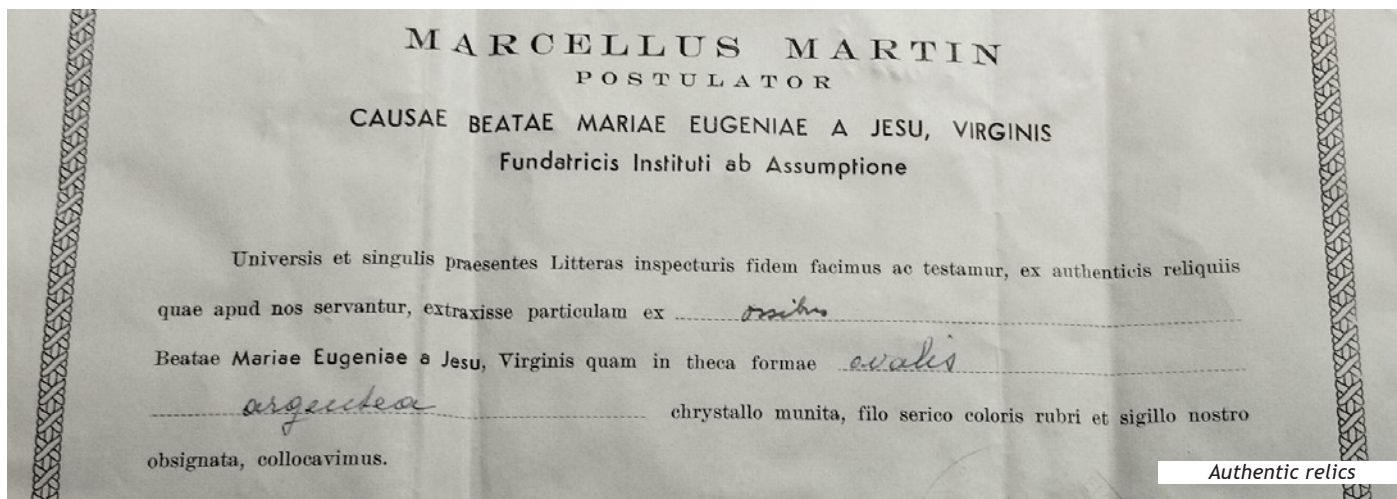 MARCELLUS MARTIN
POSTULATOR
CAUSAE BEATAE MARIAE EUGENIAE A JESU, VIRGINIS
Fundatricis Instituti ab Assumptione
Universis et singulis praesentes Litteras inspecturis fidem facimus ac testamur, ex authenticis reliquiis
quae apud nos servantur, extraxisse particulam ex ossibus
Beatae Mariae Eugeniae a Jesu, Virginis quam in theca formae ovalis
argentea chrystallo munita, filo serico coloris rubri et sigillo nostro
obsignata, collocavimus.
Authentic relics